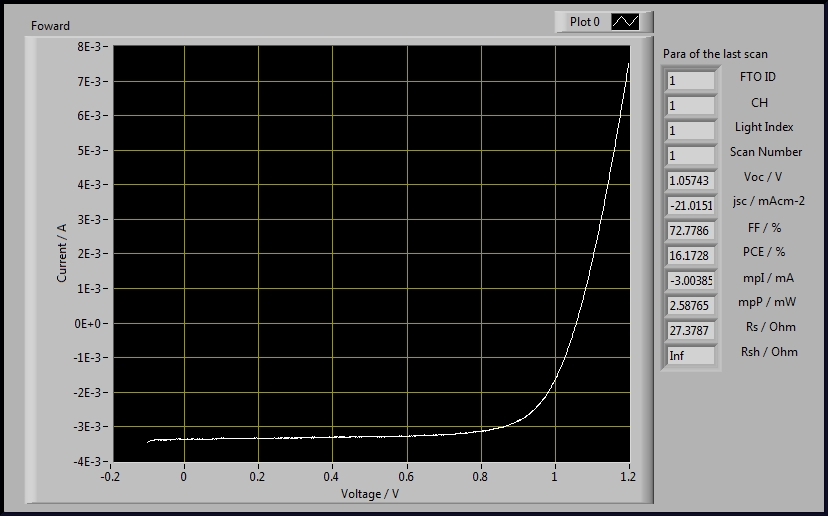 Foward
Plot 0
8E-3
7E-3
6E-3
5E-3
4E-3
3E-3
2E-3
1E-3
0E+0
-1E-3
-2E-3
-3E-3
-4E-3
Current / A
-0.2 0 0.2 0.4 0.6 0.8 1 1.2
Voltage / V
Para of the last scan
1 FTO ID
1 CH
1 Light Index
1 Scan Number
1.05743 Voc / V
-21.0151 jsc / mAcm-2
72.7786 FF / %
16.1728 PCE / %
-3.00385 mpI / mA
2.58765 mpP / mW
27.3787 Rs / Ohm
Inf Rsh / Ohm